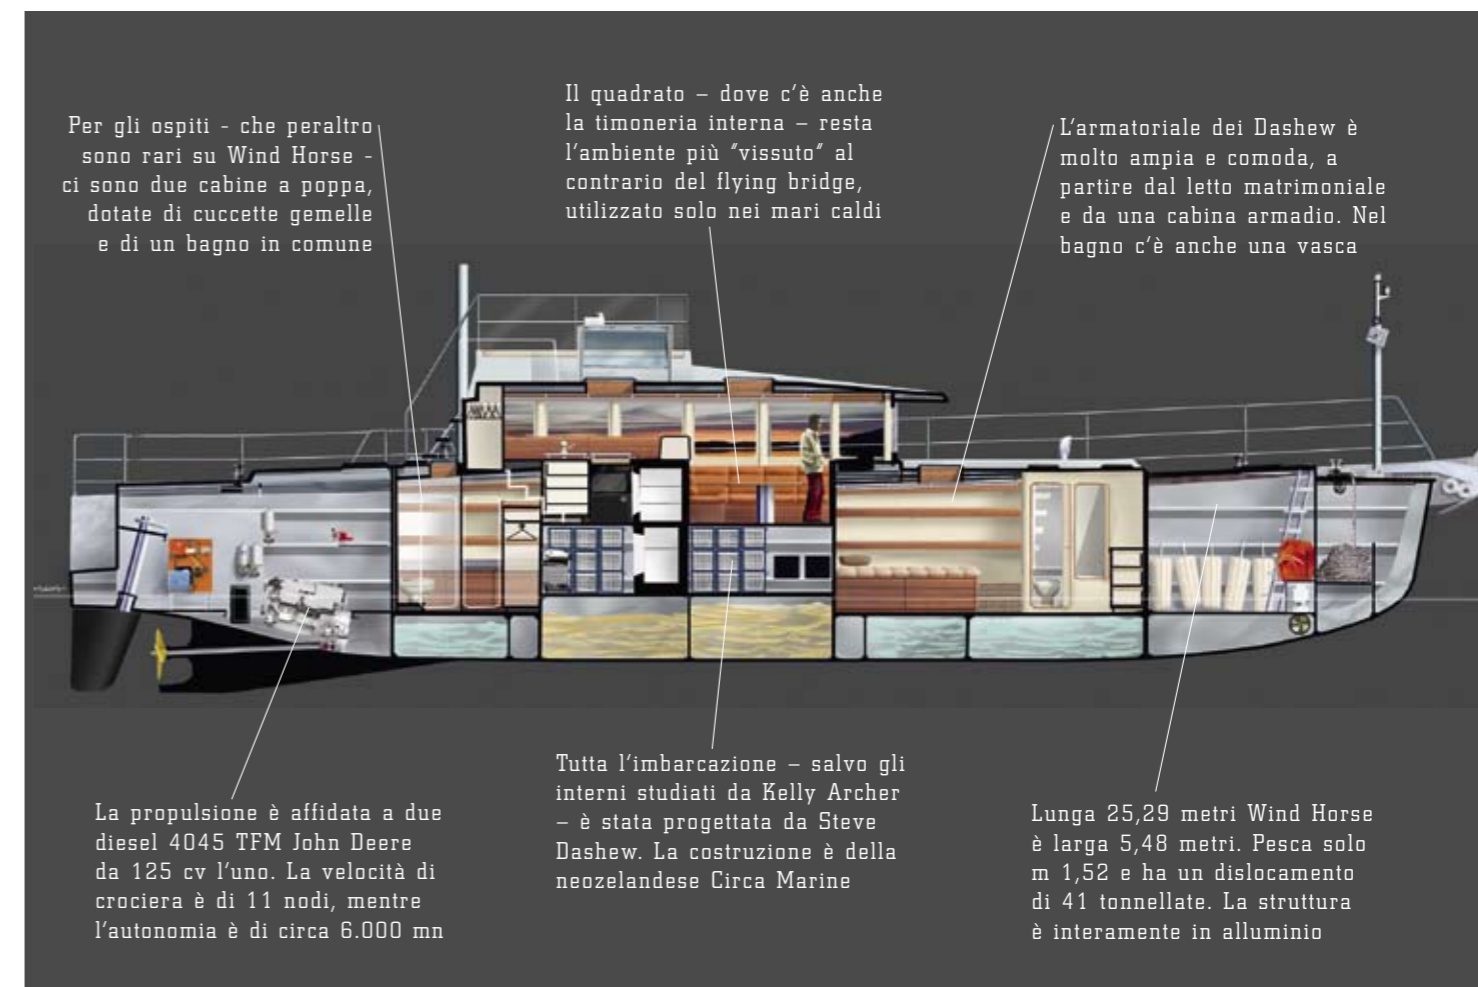 Per gli ospiti - che peraltro
sono rari su Wind Horse -
ci sono due cabine a poppa,
dotate di cuccette gemelle
e di un bagno in comune
Il quadrato – dove c'è anche
la timoneria interna – resta
l'ambiente più "vissuto" al
contrario del flying bridge,
utilizzato solo nei mari caldi
L'armatoriale dei Dashew è
molto ampia e comoda, a
partire dal letto matrimoniale
e da una cabina armadio. Nel
bagno c'è anche una vasca
La propulsione è affidata a due
diesel 4045 TFM John Deere
da 125 cv l'uno. La velocità di
crociera è di 11 nodi, mentre
l'autonomia è di circa 6.000 mn
Tutta l'imbarcazione – salvo gli
interni studiati da Kelly Archer
– è stata progettata da Steve
Dashew. La costruzione è della
neozelandese Circa Marine
Lunga 25,29 metri Wind Horse
è larga 5,48 metri. Pesca solo
m 1,52 e ha un dislocamento
di 41 tonnellate. La struttura
è interamente in alluminio